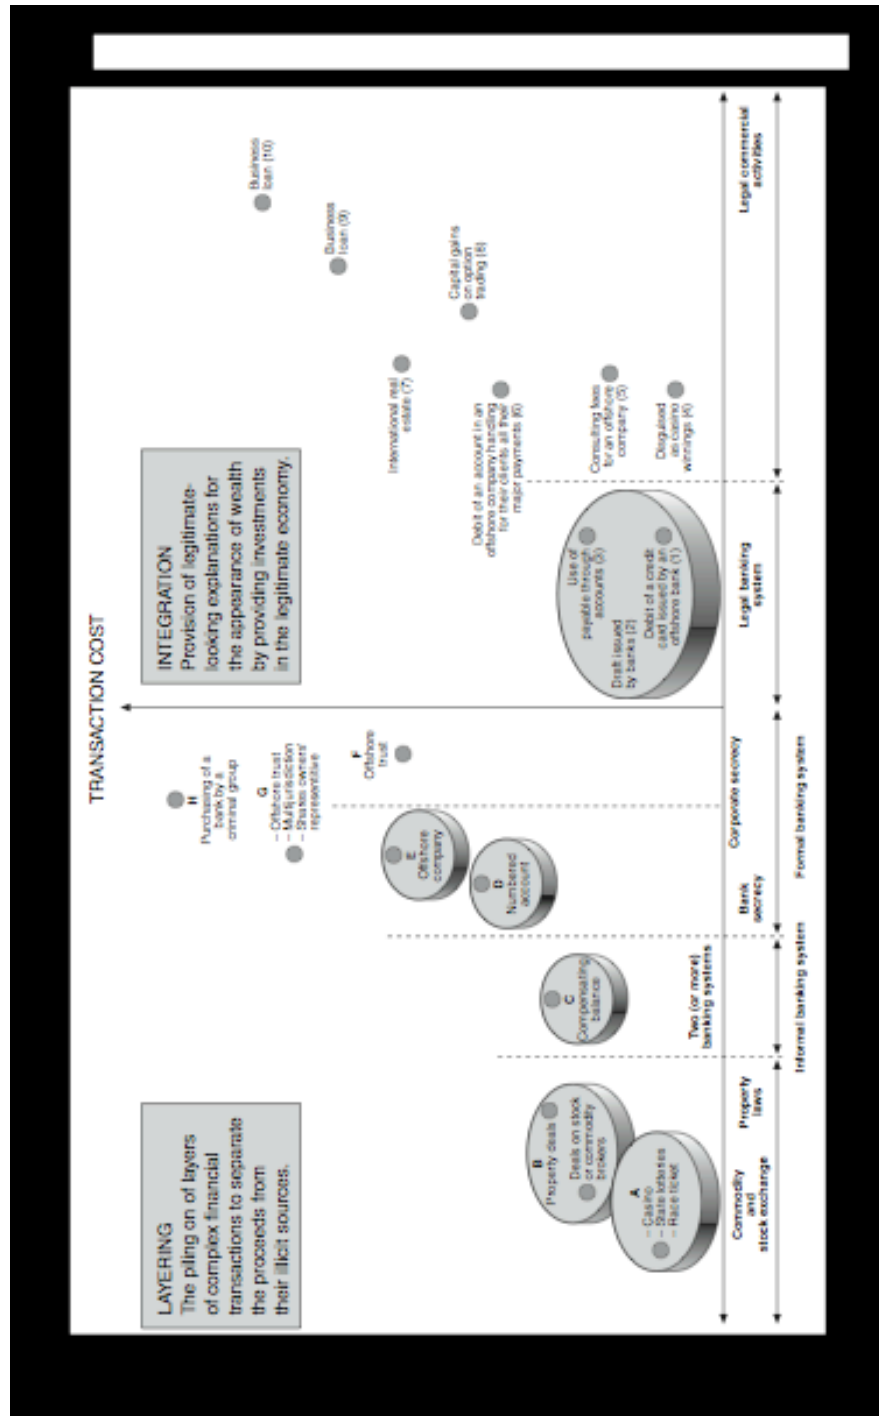 TRANSACTION COST
LAYERING
The piling on of layers
of complex financial
transactions to separate
the proceeds from
their illicit sources.
INTEGRATION
Provision of legitimate-
looking explanations for
the appearance of wealth
by providing investments
in the legitimate economy.
A
– Casino
– State lotteries
– Race ticket
B
Property deals
Deals on stock
or commodity
brokers
C
Compensating
balance
D
Numbered
account
E
Offshore
company
F
Offshore
trust
G
– Offshore trust
– Multijurisdiction
– Shares owners'
representitive
H
Purchasing of a
bank by a
criminal group
Use of
payable through
accounts (3)
Draft issued
by banks (2)
Debit of a credit
card issued by an
offshore bank (1)
Disguised
as casino
winnings (4)
Consulting fees
for an offshore
company (5)
Debit of an account in an
offshore company handling
for their clients all their
major payments (6)
International real
estate (7)
Capital gains
on option
trading (8)
Business
loan (9)
Business
loan (10)
Commodity
and
stock exchange
Property
laws
Two (or more)
banking systems
Bank
secrecy
Corporate secrecy
Legal banking
system
Legal commercial
activities
Informal banking system
Formal banking system